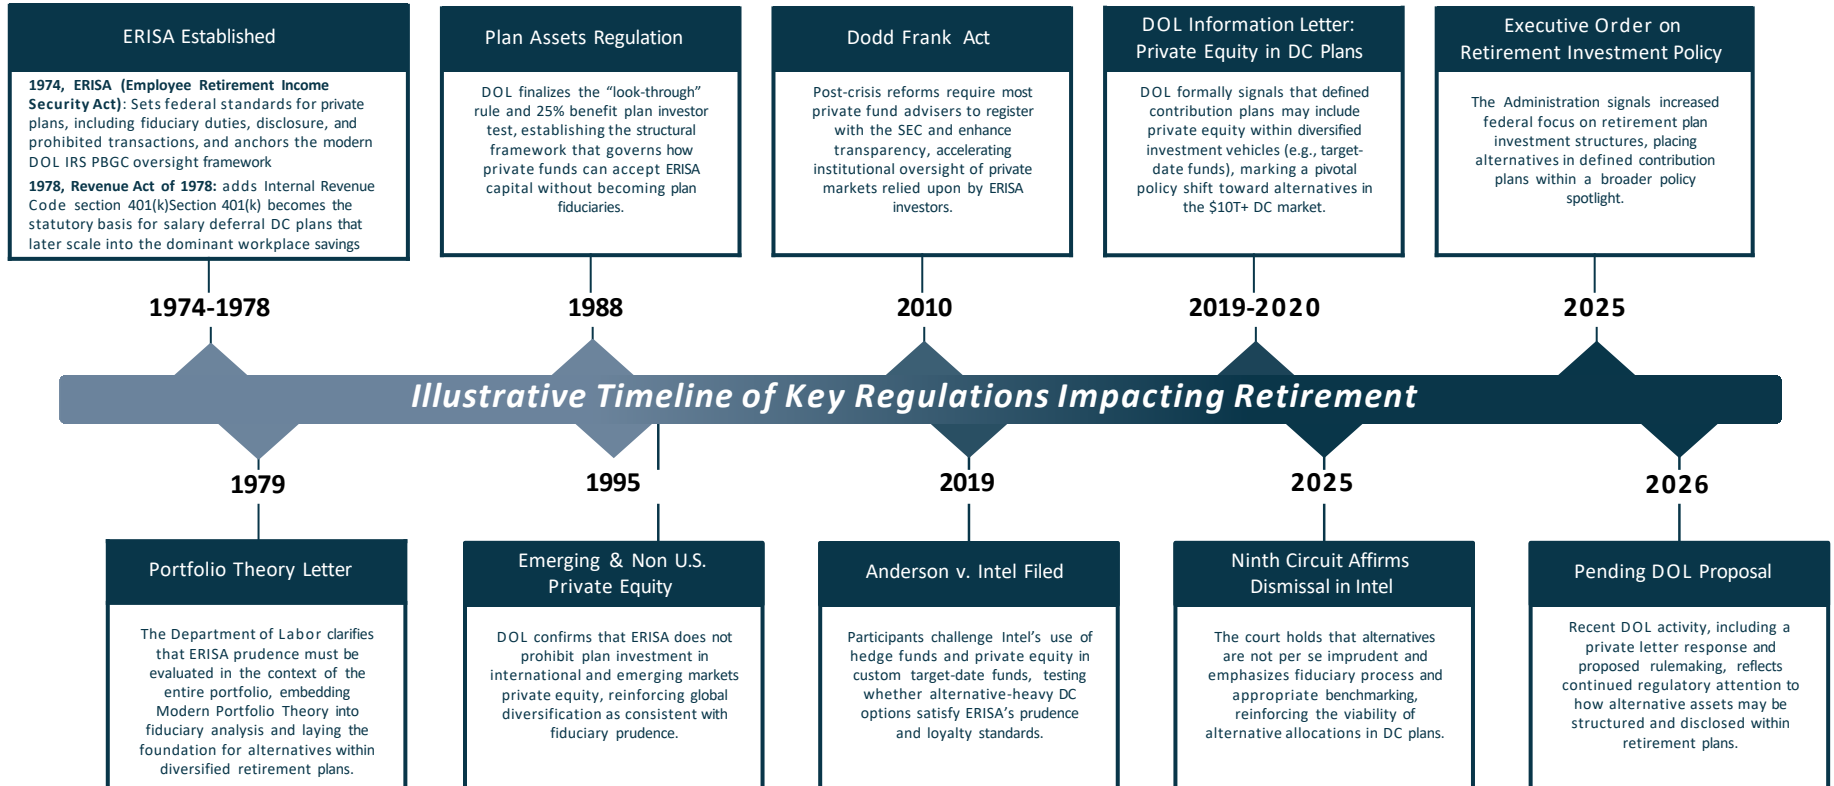 ERISA Established
1974, ERISA (Employee Retirement Income
Security Act): Sets federal standards for private
plans, including fiduciary duties, disclosure, and
prohibited transactions, and anchors the modern
DOL IRS PBGC oversight framework
1978, Revenue Act of 1978: adds Internal Revenue
Code section 401(k)Section 401(k) becomes the
statutory basis for salary deferral DC plans that
later scale into the dominant workplace savings
Plan Assets Regulation
DOL finalizes the “look-through”
rule and 25% benefit plan investor
test, establishing the structural
framework that governs how
private funds can accept ERISA
capital without becoming plan
fiduciaries.
Dodd Frank Act
Post-crisis reforms require most
private fund advisers to register
with the SEC and enhance
transparency, accelerating
institutional oversight of private
markets relied upon by ERISA
investors.
DOL Information Letter:
Private Equity in DC Plans
DOL formally signals that defined
contribution plans may include
private equity within diversified
investment vehicles (e.g., target-
date funds), marking a pivotal
policy shift toward alternatives in
the $10T+ DC market.
Executive Order on
Retirement Investment Policy
The Administration signals increased
federal focus on retirement plan
investment structures, placing
alternatives in defined contribution
plans within a broader policy
spotlight.
1974-1978
1988
2010
2019-2020
2025
Illustrative Timeline of Key Regulations Impacting Retirement
1979
1995
2019
2025
2026
Portfolio Theory Letter
The Department of Labor clarifies
that ERISA prudence must be
evaluated in the context of the
entire portfolio, embedding
Modern Portfolio Theory into
fiduciary analysis and laying the
foundation for alternatives within
diversified retirement plans.
Emerging & Non U.S.
Private Equity
DOL confirms that ERISA does not
prohibit plan investment in
international and emerging markets
private equity, reinforcing global
diversification as consistent with
fiduciary prudence.
Anderson v. Intel Filed
Participants challenge Intel’s use of
hedge funds and private equity in
custom target-date funds, testing
whether alternative-heavy DC
options satisfy ERISA’s prudence
and loyalty standards.
Ninth Circuit Affirms
Dismissal in Intel
The court holds that alternatives
are not per se imprudent and
emphasizes fiduciary process and
appropriate benchmarking,
reinforcing the viability of
alternative allocations in DC plans.
Pending DOL Proposal
Recent DOL activity, including a
private letter response and
proposed rulemaking, reflects
continued regulatory attention to
how alternative assets may be
structured and disclosed within
retirement plans.